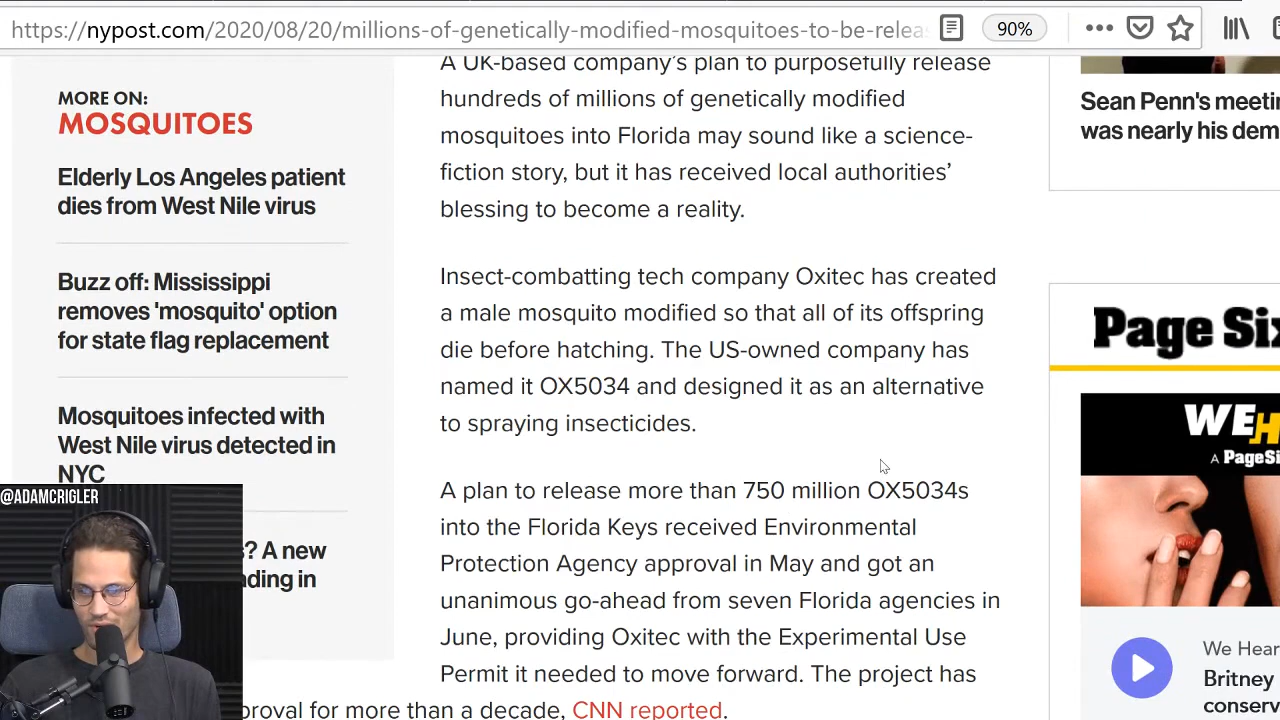 https://nypost.com/2020/08/20/millions-of-genetically-modified-mosquitoes-to-be-relea
90%
MORE ON:
MOSQUITOES
Elderly Los Angeles patient
dies from West Nile virus
Buzz off: Mississippi
removes 'mosquito' option
for state flag replacement
Mosquitoes infected with
West Nile virus detected in
NYC
? A new
ding in
@ADAMCRIGLER
A UK-based company's plan to purposefully release
hundreds of millions of genetically modified
mosquitoes into Florida may sound like a science-
fiction story, but it has received local authorities’
blessing to become a reality.
Insect-combatting tech company Oxitec has created
a male mosquito modified so that all of its offspring
die before hatching. The US-owned company has
named it OX5034 and designed it as an alternative
to spraying insecticides.
A plan to release more than 750 million OX5034s
into the Florida Keys received Environmental
Protection Agency approval in May and got an
unanimous go-ahead from seven Florida agencies in
June, providing Oxitec with the Experimental Use
Permit it needed to move forward. The project has
proval for more than a decade, CNN reported.
Sean Penn's meeti
was nearly his dem
Page Six
WEH
A PageSi
We Hear
Britney
conserv